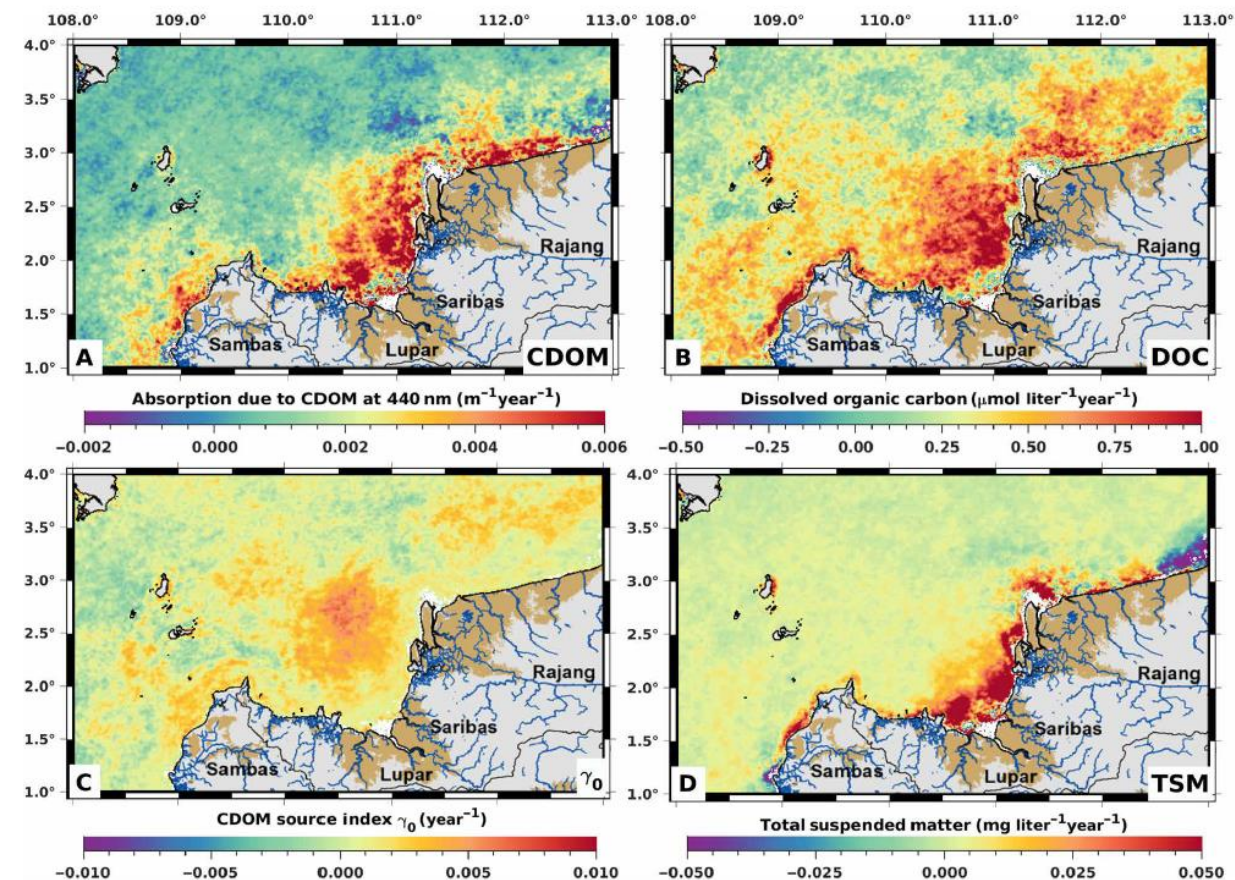 108.0° 109.0° 110.0° 111.0° 112.0° 113.0° 108.0° 109.0° 110.0° 111.0° 112.0° 113.0°
4.0°
3.5°
3.0°
2.5°
2.0°
1.5°
1.0°
Rajang
Saribas
Sambas
Lupar
A
CDOM
Absorption due to CDOM at 440 nm (m⁻¹year⁻¹)
−0.002 0.000 0.002 0.004 0.006
4.0°
3.5°
3.0°
2.5°
2.0°
1.5°
1.0°
Rajang
Saribas
Sambas
Lupar
B
DOC
Dissolved organic carbon (μmol liter⁻¹year⁻¹)
−0.50 −0.25 0.00 0.25 0.50 0.75 1.00
4.0°
3.5°
3.0°
2.5°
2.0°
1.5°
1.0°
Rajang
Saribas
Sambas
Lupar
C
γ₀
CDOM source index γ₀ (year⁻¹)
−0.010 −0.005 0.000 0.005 0.010
4.0°
3.5°
3.0°
2.5°
2.0°
1.5°
1.0°
Rajang
Saribas
Sambas
Lupar
D
TSM
Total suspended matter (mg liter⁻¹year⁻¹)
−0.050 −0.025 0.000 0.025 0.050